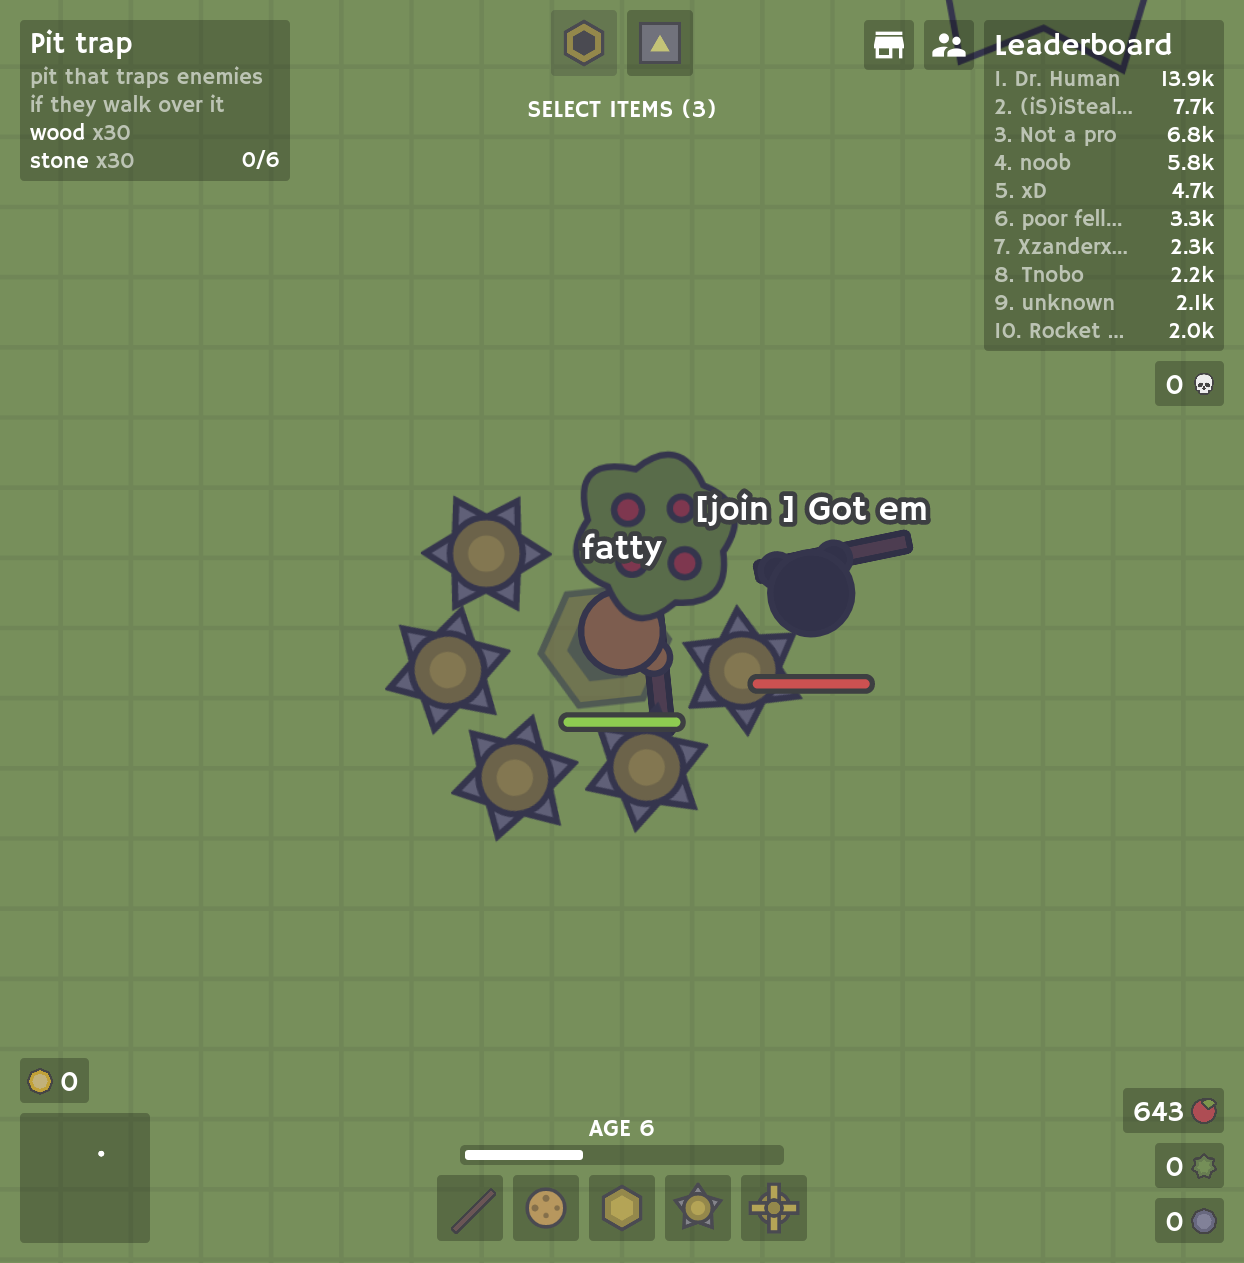 Pit trap
pit that traps enemies
if they walk over it
wood x30
stone x30 0/6
SELECT ITEMS (3)
Leaderboard
1. Dr. Human 13.9k
2. (iS)iSteal... 7.7k
3. Not a pro 6.8k
4. noob 5.8k
5. xD 4.7k
6. poor fell... 3.3k
7. Xzanderx... 2.3k
8. Tnobo 2.2k
9. unknown 2.1k
10. Rocket ... 2.0k
0
[join ] Got em
fatty
0
AGE 6
643
0
0